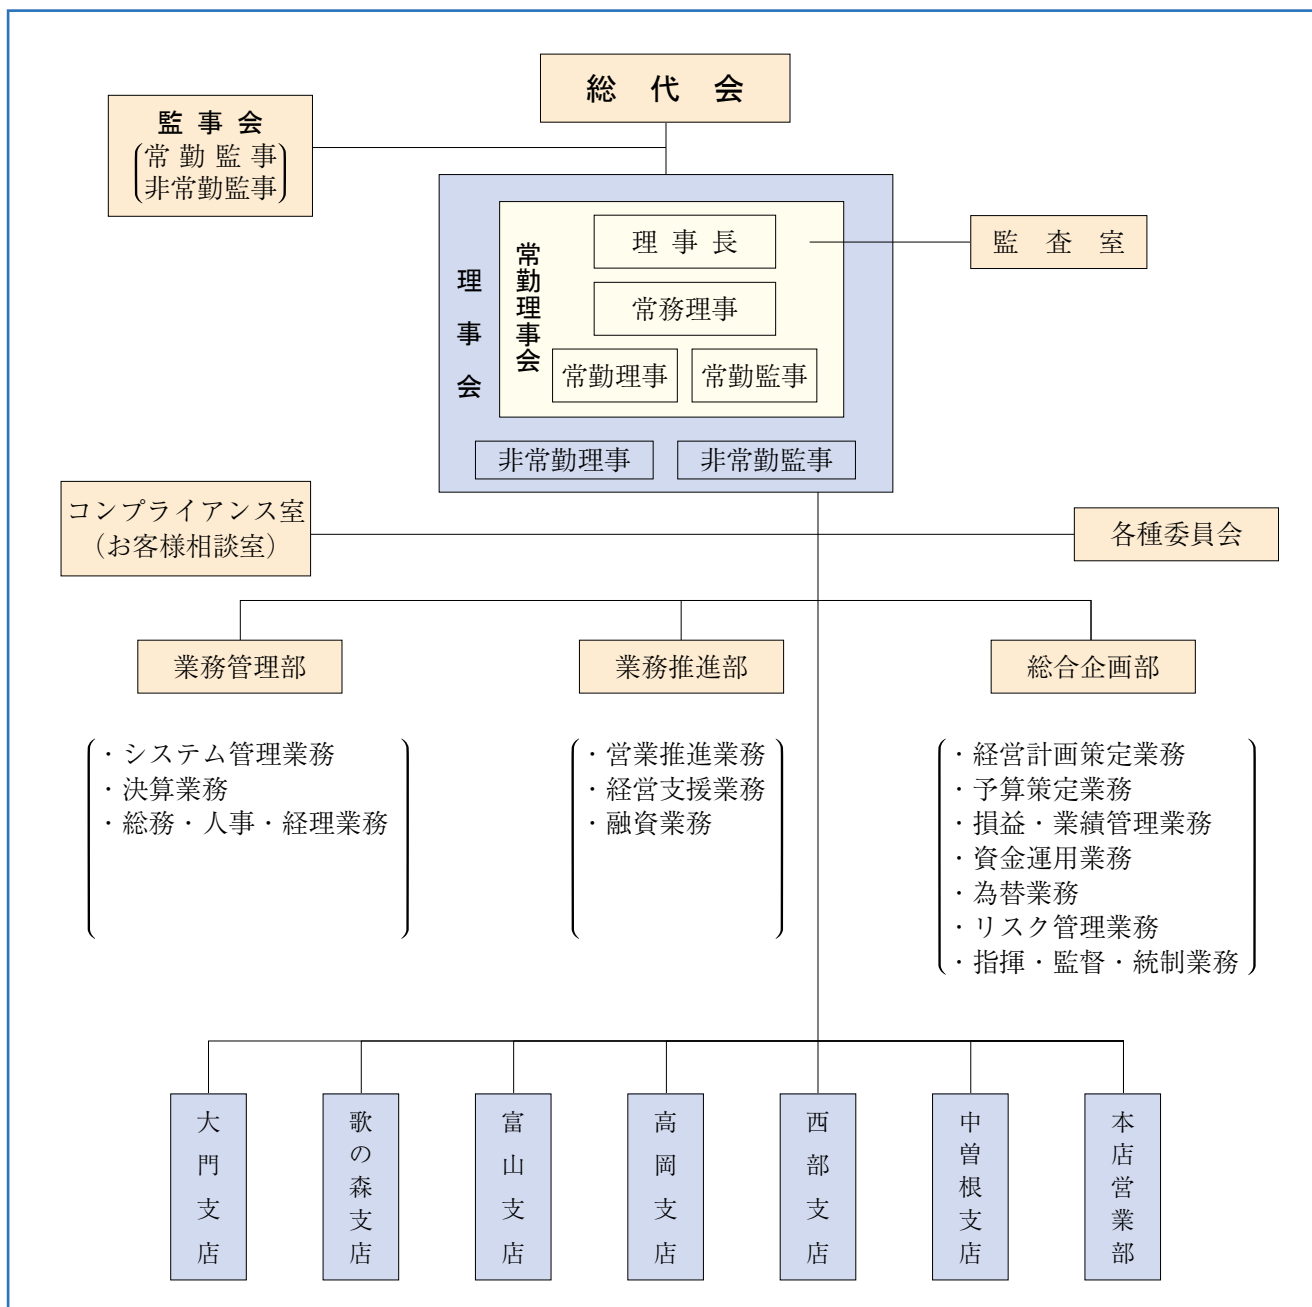 総代会
監事会
(常勤監事
非常勤監事)
理事会
常勤理事会
理事長
監査室
常務理事
常勤理事
常勤監事
非常勤理事
非常勤監事
コンプライアンス室
(お客様相談室)
各種委員会
業務管理部
・システム管理業務
・決算業務
・総務・人事・経理業務
業務推進部
・営業推進業務
・経営支援業務
・融資業務
総合企画部
・経営計画策定業務
・予算策定業務
・損益・業績管理業務
・資金運用業務
・為替業務
・リスク管理業務
・指揮・監督・統制業務
大門支店
歌の森支店
富山支店
高岡支店
西部支店
中曽根支店
本店営業部